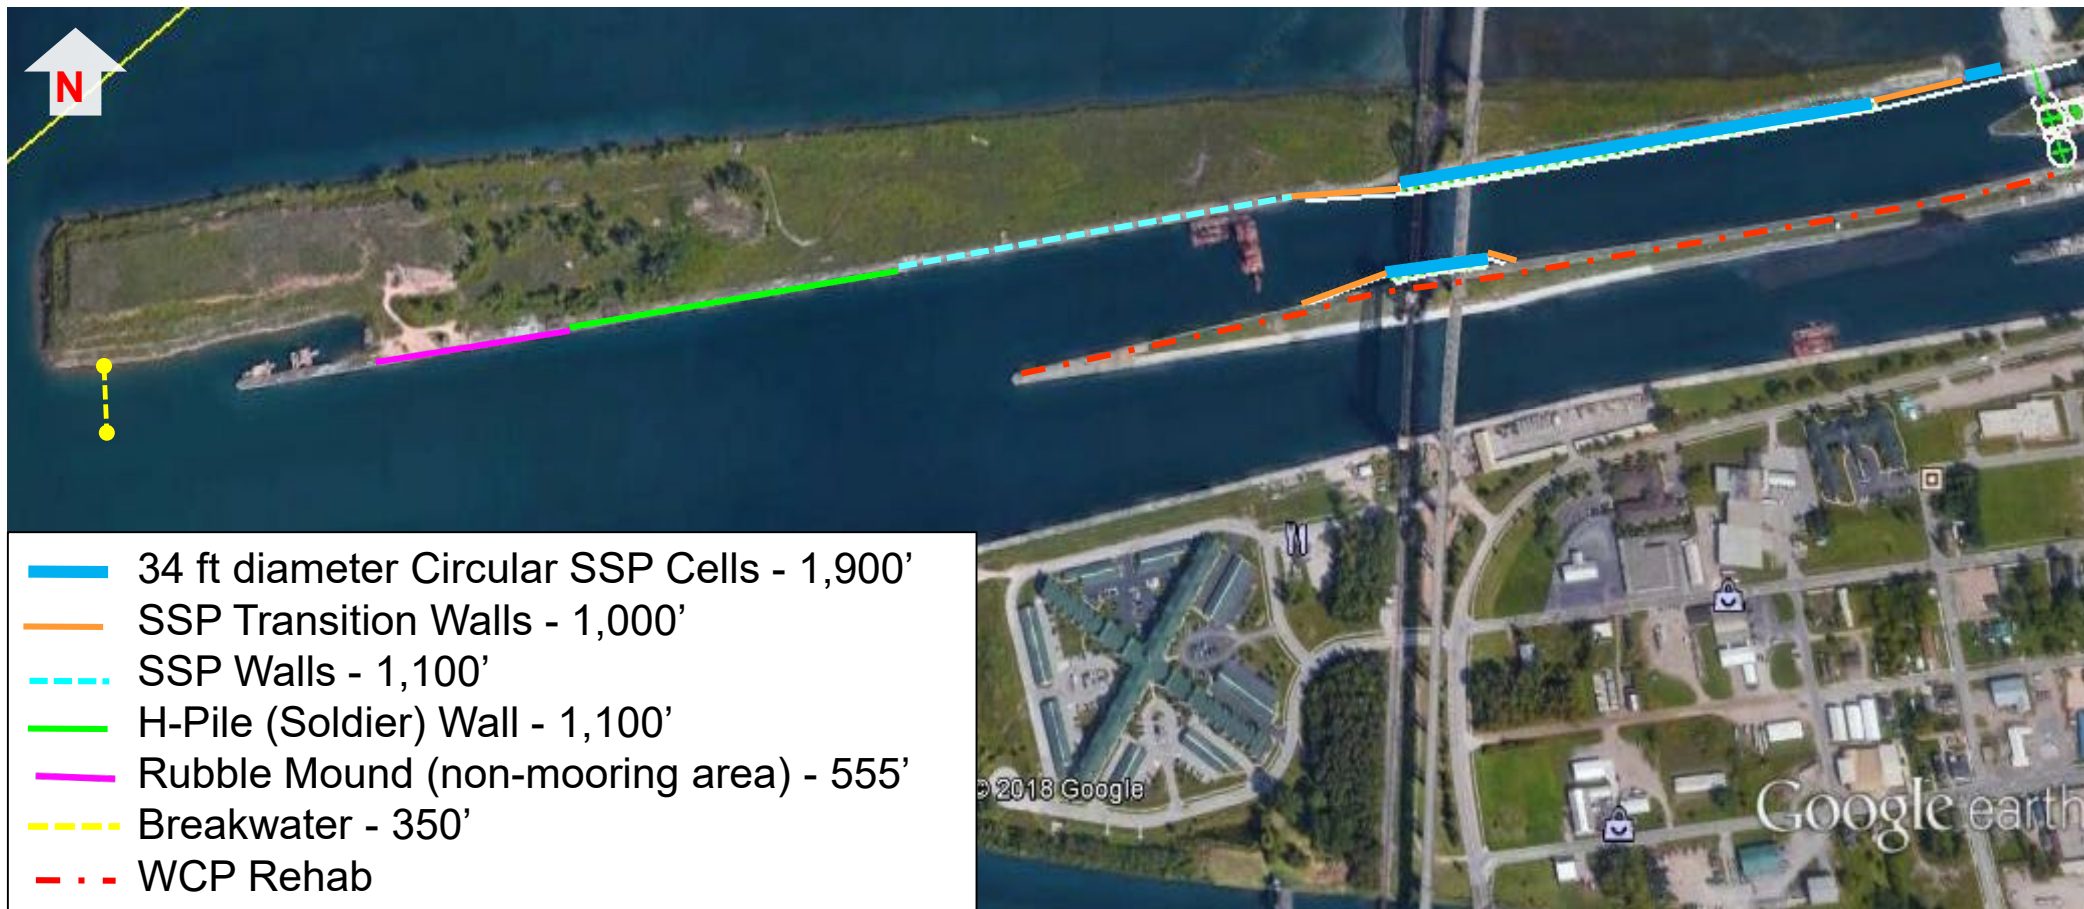 N
34 ft diameter Circular SSP Cells - 1,900’
SSP Transition Walls - 1,000’
SSP Walls - 1,100’
H-Pile (Soldier) Wall - 1,100’
Rubble Mound (non-mooring area) - 555’
Breakwater - 350’
WCP Rehab
© 2018 Google
Google earth